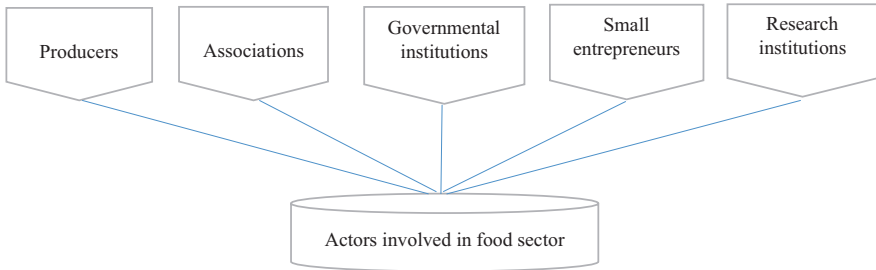 Producers
Associations
Governmental
institutions
Small
entrepreneurs
Research
institutions
Actors involved in food sector